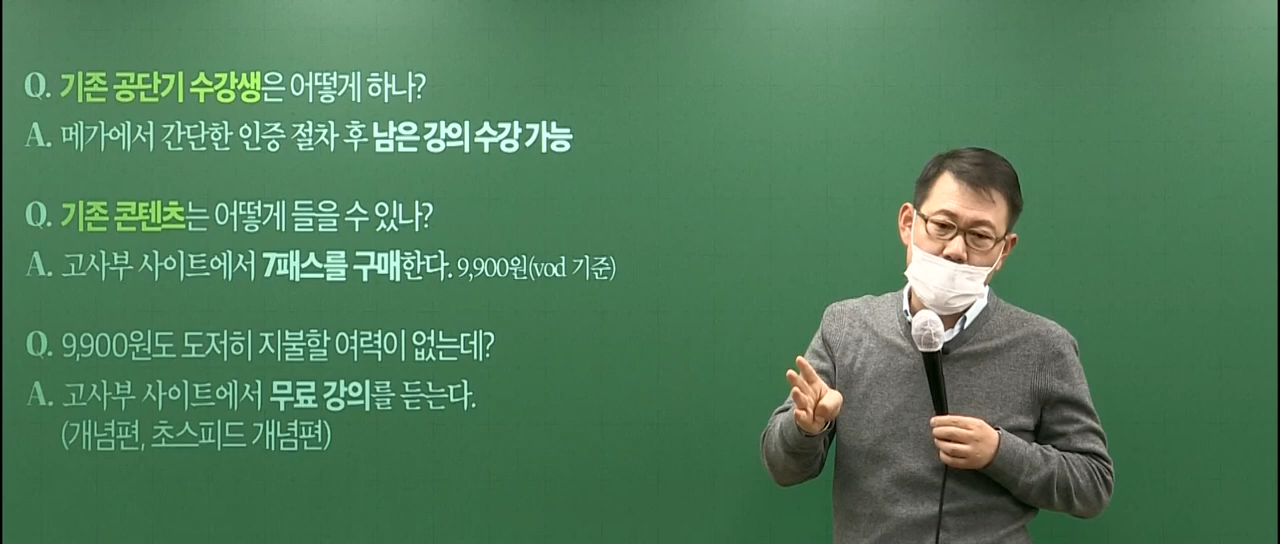 Q. 기존 공단기 수강생은 어떻게 하나?
A. 메가에서 간단한 인증 절차 후 남은 강의 수강 가능
Q. 기존 콘텐츠는 어떻게 들을 수 있나?
A. 고사부 사이트에서 7패스를 구매한다. 9,900원(vod 기준)
Q. 9,900원도 도저히 지불할 여력이 없는데?
A. 고사부 사이트에서 무료 강의를 듣는다.
(개념편, 초스피드 개념편)